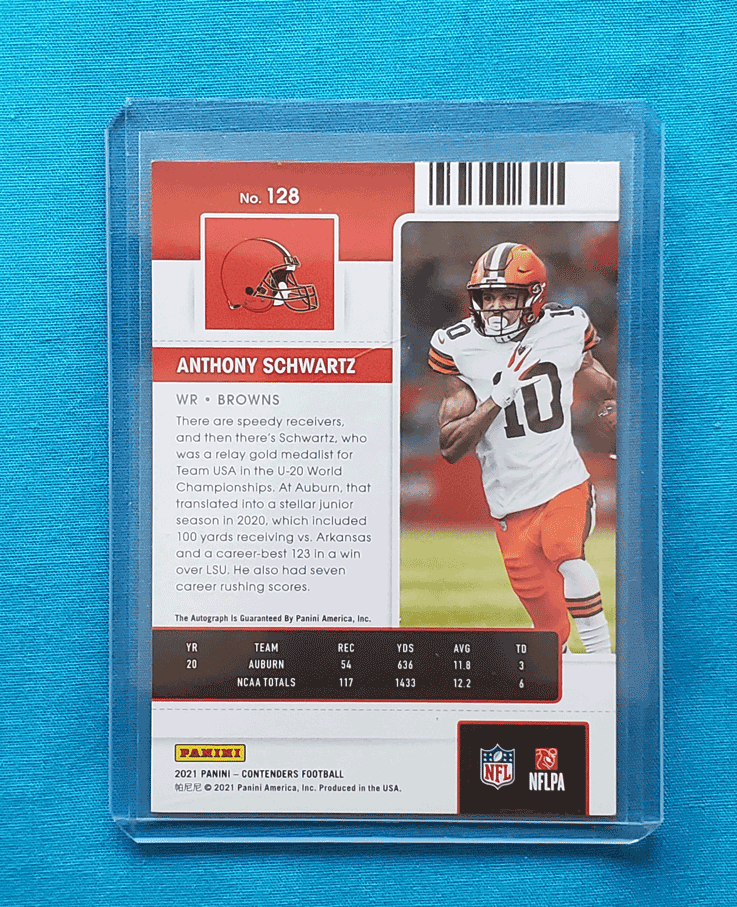 No. 128
ANTHONY SCHWARTZ
WR • BROWNS
There are speedy receivers,
and then there's Schwartz, who
was a relay gold medalist for
Team USA in the U-20 World
Championships. At Auburn, that
translated into a stellar junior
season in 2020, which included
100 yards receiving vs. Arkansas
and a career-best 123 in a win
over LSU. He also had seven
career rushing scores.
The Autograph Is Guaranteed By Panini America, Inc.
10
10
YR TEAM REC YDS AVG TD
20 AUBURN 54 636 11.8 3
NCAA TOTALS 117 1433 12.2 6
PANINI
2021 PANINI – CONTENDERS FOOTBALL
帕尼尼 © 2021 Panini America, Inc. Produced in the USA.
NFL
NFLPA